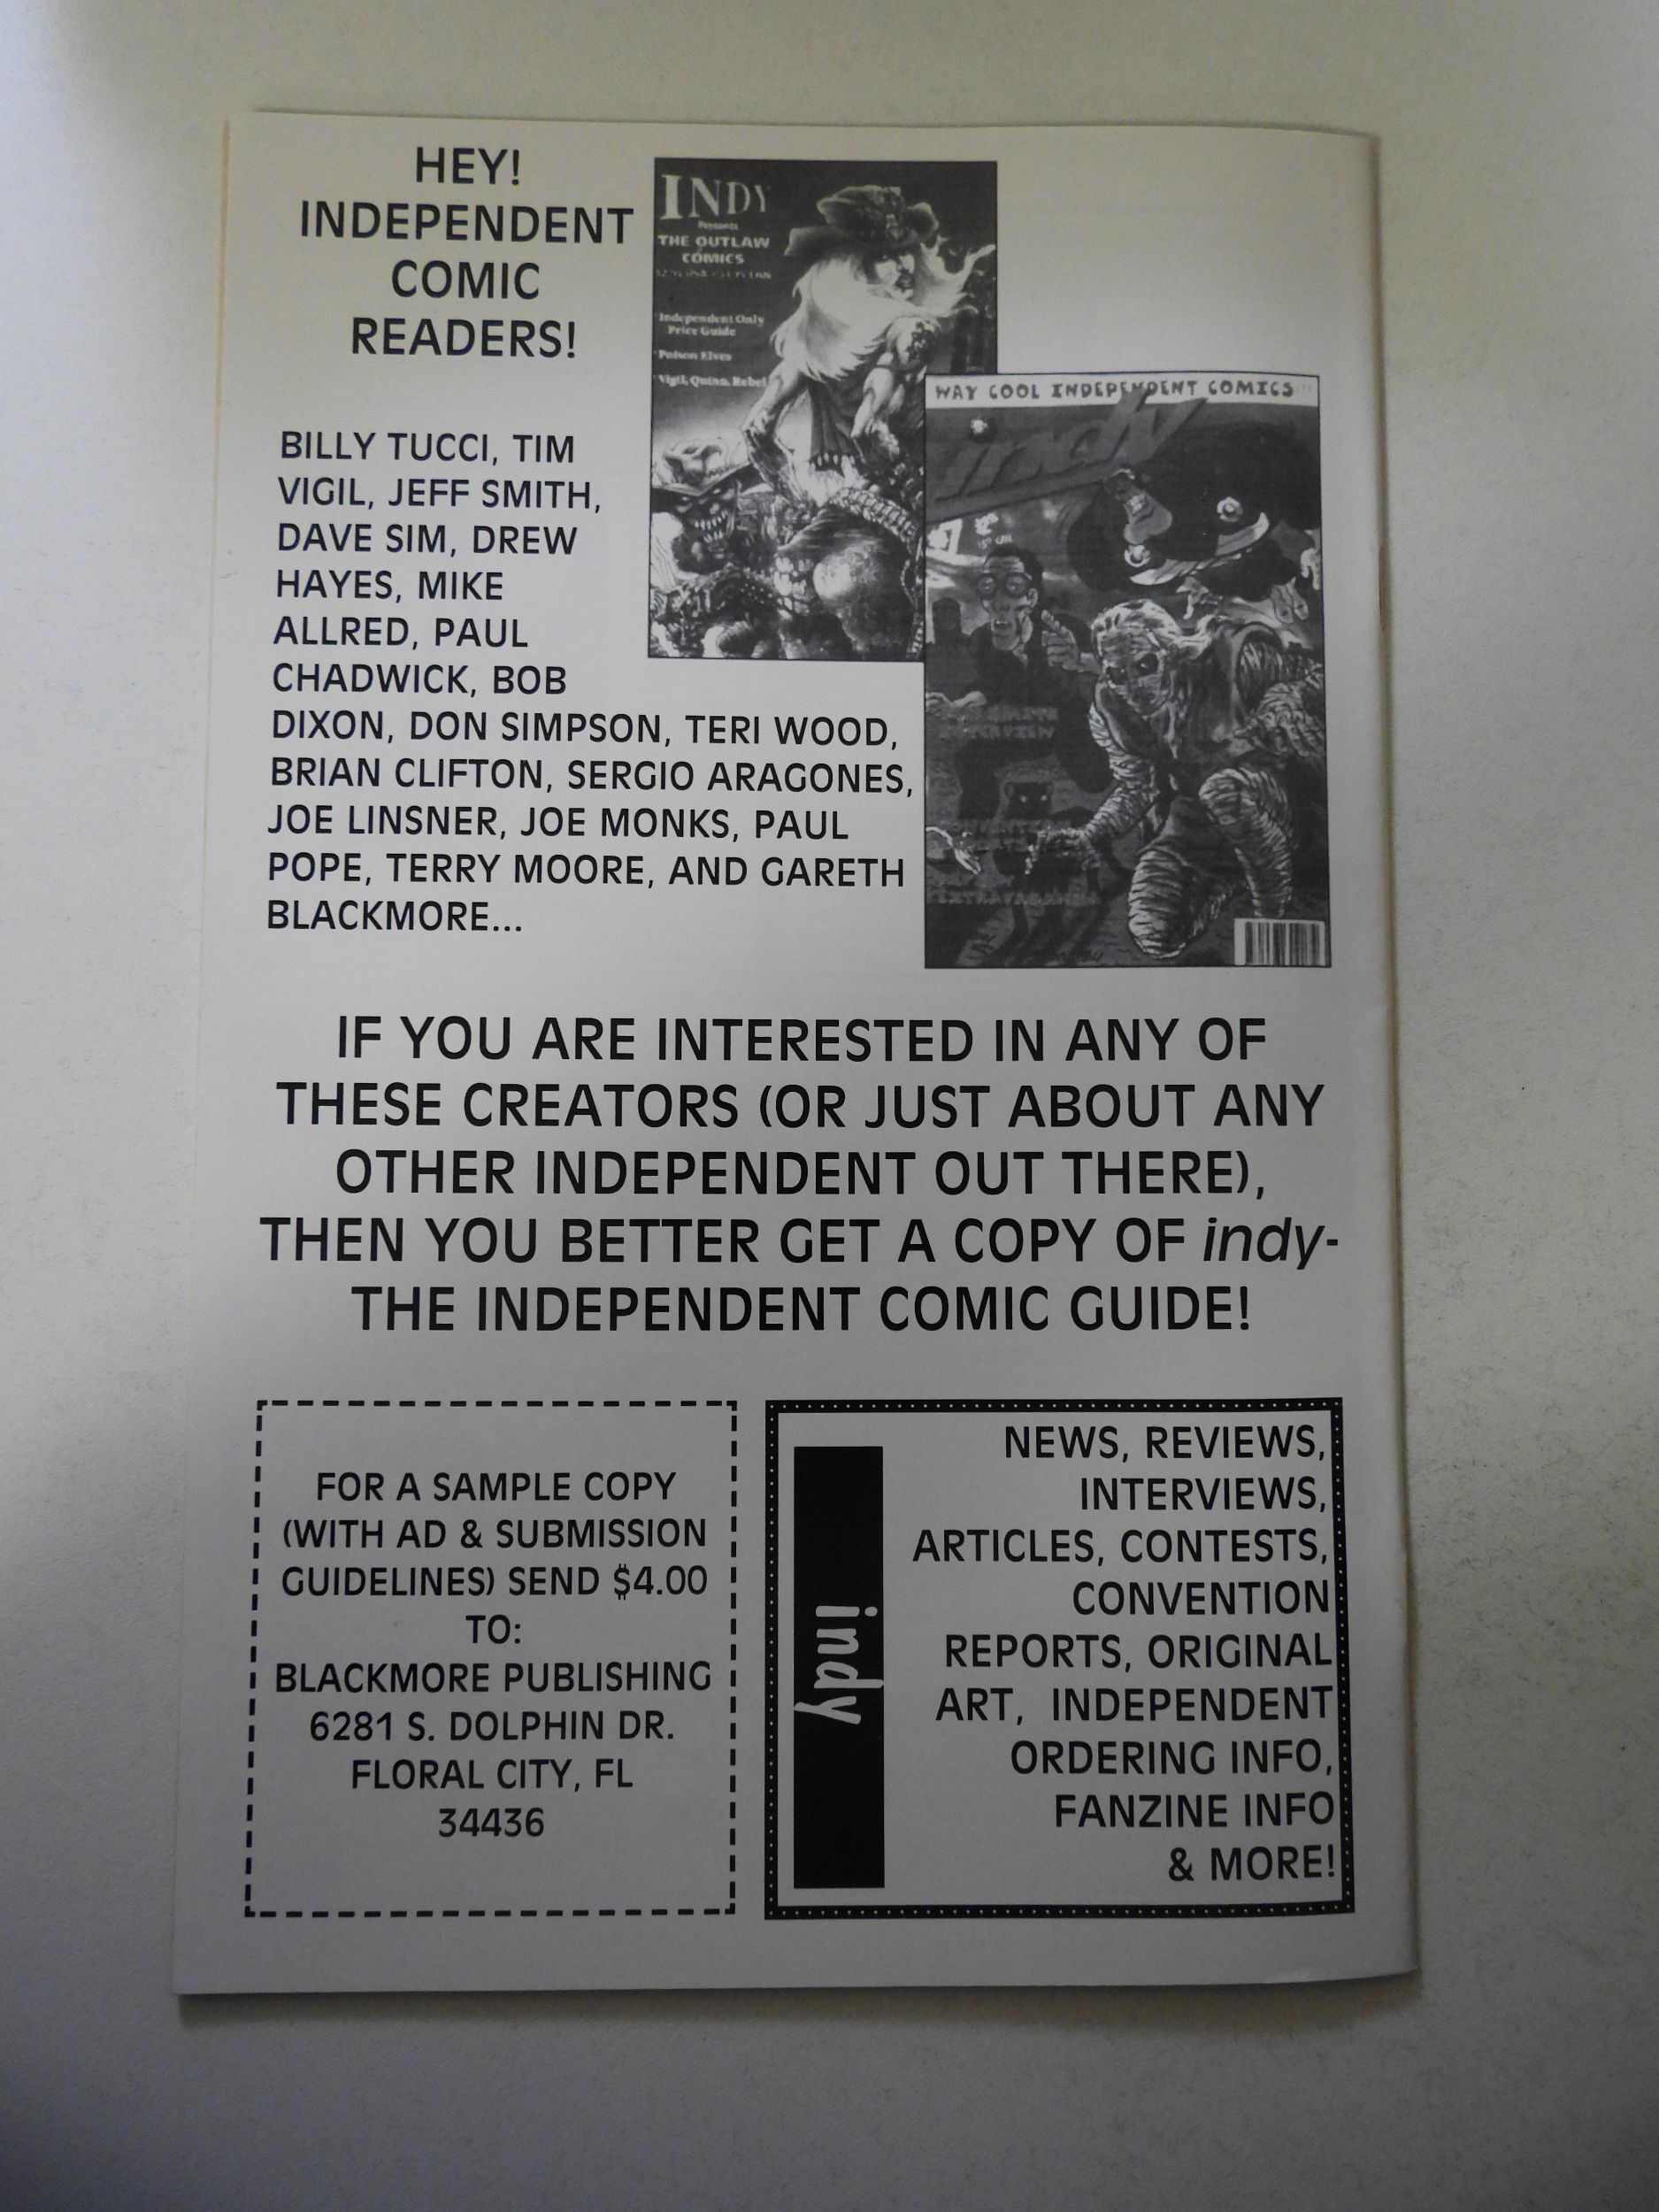 HEY!
INDEPENDENT
COMIC
READERS!
INDY
Presents
THE OUTLAW
COMICS
Independent Only
Price Guide
Poison Elves
Vigil, Quinn, Rebel
WAY COOL INDEPENDENT COMICS
indy
BILLY TUCCI, TIM
VIGIL, JEFF SMITH,
DAVE SIM, DREW
HAYES, MIKE
ALLRED, PAUL
CHADWICK, BOB
DIXON, DON SIMPSON, TERI WOOD,
BRIAN CLIFTON, SERGIO ARAGONES,
JOE LINSNER, JOE MONKS, PAUL
POPE, TERRY MOORE, AND GARETH
BLACKMORE...
EXTRAVAGANZA
IF YOU ARE INTERESTED IN ANY OF
THESE CREATORS (OR JUST ABOUT ANY
OTHER INDEPENDENT OUT THERE),
THEN YOU BETTER GET A COPY OF indy-
THE INDEPENDENT COMIC GUIDE!
FOR A SAMPLE COPY
(WITH AD & SUBMISSION
GUIDELINES) SEND $4.00
TO:
BLACKMORE PUBLISHING
6281 S. DOLPHIN DR.
FLORAL CITY, FL
34436
indy
NEWS, REVIEWS,
INTERVIEWS,
ARTICLES, CONTESTS,
CONVENTION
REPORTS, ORIGINAL
ART, INDEPENDENT
ORDERING INFO,
FANZINE INFO
& MORE!